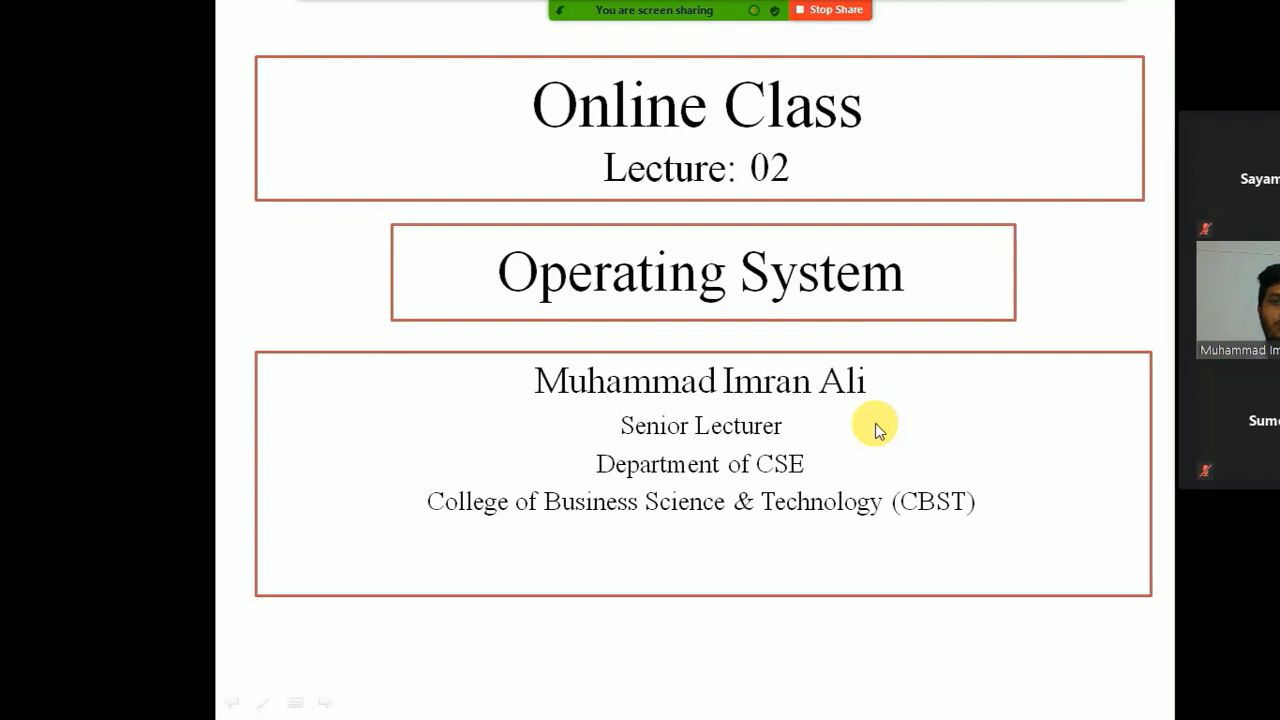 You are screen sharing
Stop Share
Online Class
Lecture: 02
Operating System
Muhammad Imran Ali
Senior Lecturer
Department of CSE
College of Business Science & Technology (CBST)
Sayam
Muhammad Im
Sume